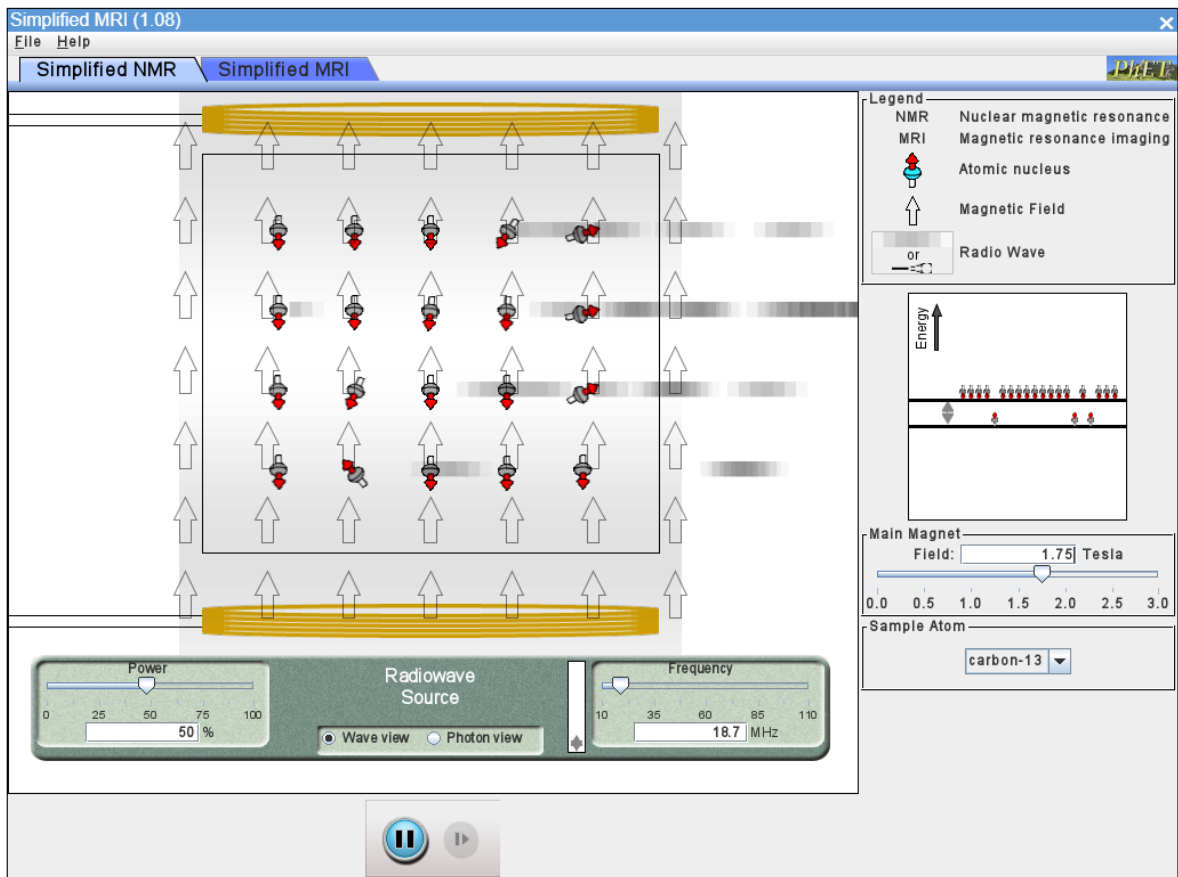 Simplified MRI (1.08)
File Help
Simplified NMR Simplified MRI
PhET
Legend
NMR Nuclear magnetic resonance
MRI Magnetic resonance imaging
Atomic nucleus
Magnetic Field
or
Radio Wave
Energy
Main Magnet
Field: 1.75 Tesla
0.0 0.5 1.0 1.5 2.0 2.5 3.0
Sample Atom
carbon-13
Power
0 25 50 75 100
50 %
Radiowave
Source
Wave view Photon view
Frequency
10 35 60 85 110
18.7 MHz